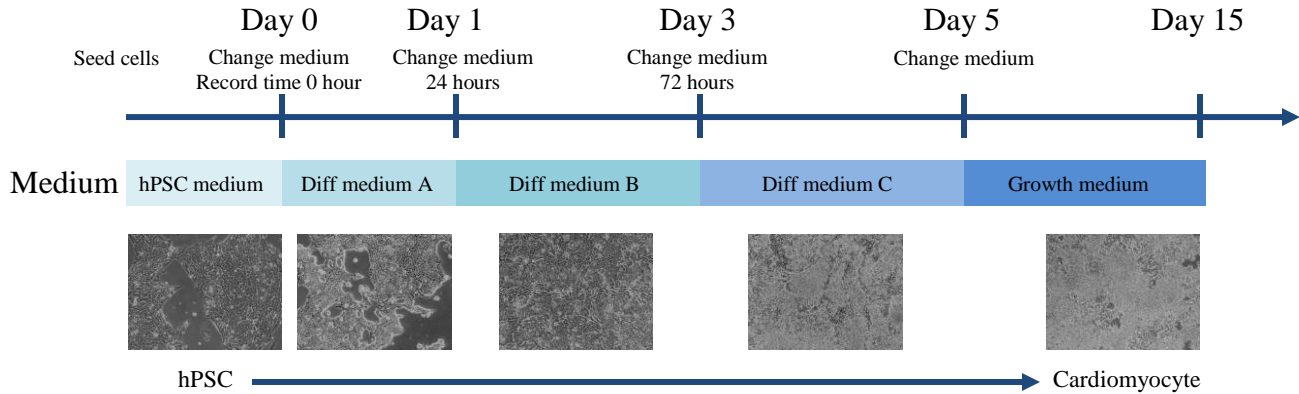 Day 0
Day 1
Day 3
Day 5
Day 15
Seed cells
Change medium
Record time 0 hour
Change medium
24 hours
Change medium
72 hours
Change medium
Medium
hPSC medium
Diff medium A
Diff medium B
Diff medium C
Growth medium
hPSC
Cardiomyocyte